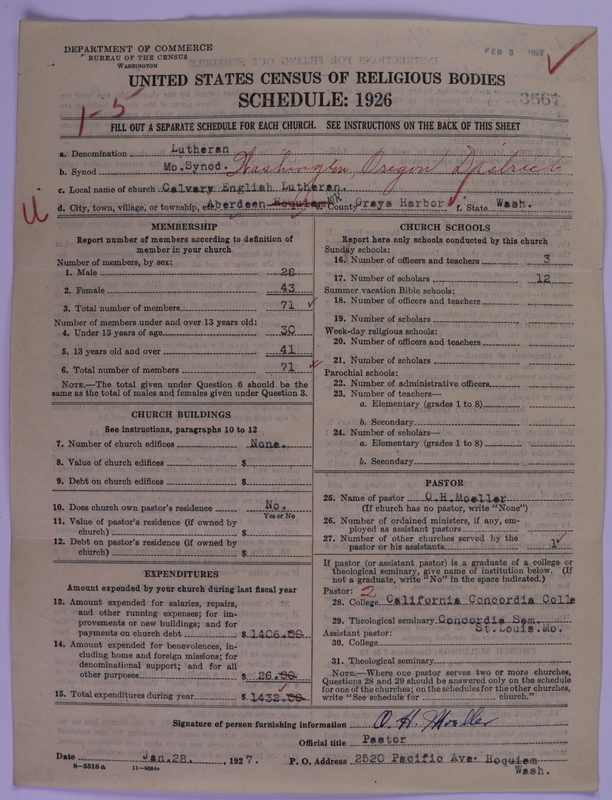 DEPARTMENT OF COMMERCE
BUREAU OF THE CENSUS
WASHINGTON
FEB 3 1927
UNITED STATES CENSUS OF RELIGIOUS BODIES
SCHEDULE: 1926
1-5
FILL OUT A SEPARATE SCHEDULE FOR EACH CHURCH. SEE INSTRUCTIONS ON THE BACK OF THIS SHEET
a. Denomination Lutheran
b. Synod Mo.Synod. Washington Oregon District
c. Local name of church Calvary English Lutheran.
d. City, town, village, or township, etc. Aberdeen Hoquiam e. County Grays Harbor f. State Wash.
MEMBERSHIP
Report number of members according to definition of member in your church
Number of members, by sex:
1. Male 28
2. Female 43
3. Total number of members 71
Number of members under and over 13 years old:
4. Under 13 years of age 30
5. 13 years old and over 41
6. Total number of members 71
NOTE.—The total given under Question 6 should be the same as the total of males and females given under Question 3.
CHURCH BUILDINGS
See instructions, paragraphs 10 to 12
7. Number of church edifices None.
8. Value of church edifices $
9. Debt on church edifices $
10. Does church own pastor's residence No.
Yes or No
11. Value of pastor's residence (if owned by church) $
12. Debt on pastor's residence (if owned by church) $
EXPENDITURES
Amount expended by your church during last fiscal year
13. Amount expended for salaries, repairs, and other running expenses; for improvements or new buildings; and for payments on church debt $ 1406.00
14. Amount expended for benevolences, including home and foreign missions; for denominational support; and for all other purposes $ 26.00
15. Total expenditures during year $ 1432.00
CHURCH SCHOOLS
Report here only schools conducted by this church
Sunday schools:
16. Number of officers and teachers 3
17. Number of scholars 12
Summer vacation Bible schools:
18. Number of officers and teachers
19. Number of scholars
Week-day religious schools:
20. Number of officers and teachers
21. Number of scholars
Parochial schools:
22. Number of administrative officers
23. Number of teachers—
a. Elementary (grades 1 to 8)
b. Secondary
24. Number of scholars—
a. Elementary (grades 1 to 8)
b. Secondary
PASTOR
25. Name of pastor O.H.Moeller
(If church has no pastor, write "None")
26. Number of ordained ministers, if any, employed as assistant pastors
27. Number of other churches served by the pastor or his assistants 1
If pastor (or assistant pastor) is a graduate of a college or theological seminary, give name of institution below. (If not a graduate, write "No" in the space indicated.)
Pastor: 2
28. College California Concordia Colle
29. Theological seminary Concordia Sem.
St.Louis.Mo.
Assistant pastor:
30. College
31. Theological seminary
NOTE.—Where one pastor serves two or more churches, Questions 28 and 29 should be answered only on the schedule for one of the churches; on the schedules for the other churches, write "See schedule for church."
Signature of person furnishing information O. H. Moeller
Official title Pastor
Date Jan.28. , 1927. P. O. Address 2520 Pacific Ave. Hoquiam
Wash.
8-5318a 11-9064a